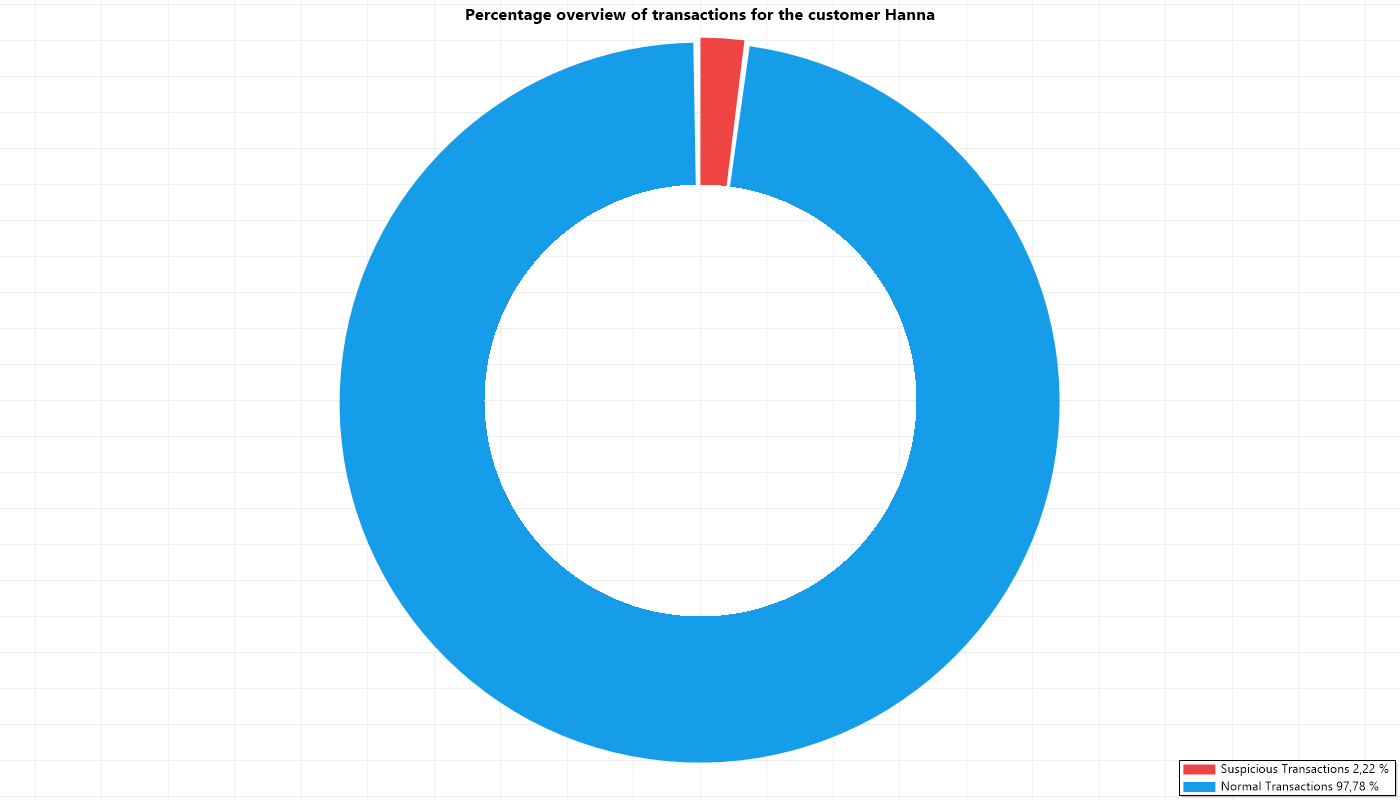 Percentage overview of transactions for the customer Hanna
Suspicious Transactions 2,22 %
Normal Transactions 97,78 %